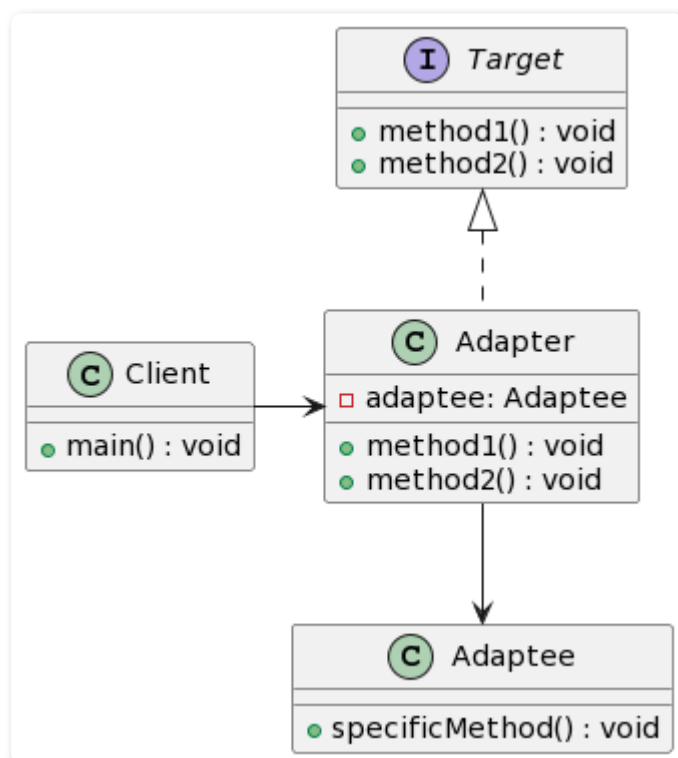 I Target
method1() : void
method2() : void
C Adapter
adaptee: Adaptee
method1() : void
method2() : void
C Client
main() : void
C Adaptee
specificMethod() : void